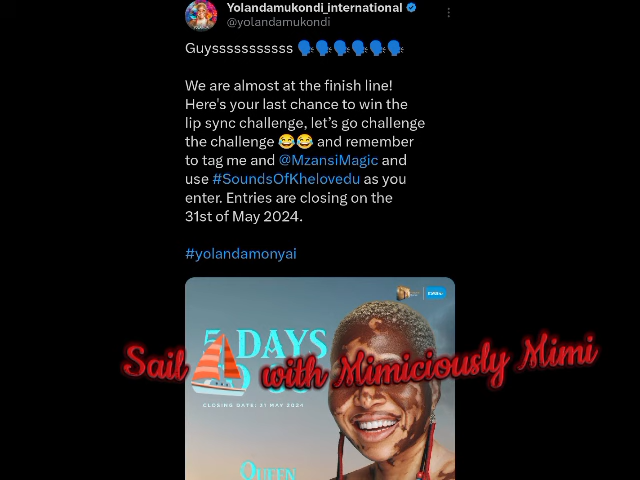 Yolandamukondi_international
@yolandamukondi
Guysssssssssss 🗣🗣🗣🗣🗣🗣
We are almost at the finish line!
Here's your last chance to win the
lip sync challenge, let's go challenge
the challenge 😂😂 and remember
to tag me and @MzansiMagic and
use #SoundsOfKhelovedu as you
enter. Entries are closing on the
31st of May 2024.
#yolandamonyai
5 DAYS
Sail with Mimiciously Mimi
CLOSING DATE: 31 MAY 2024
QUEEN